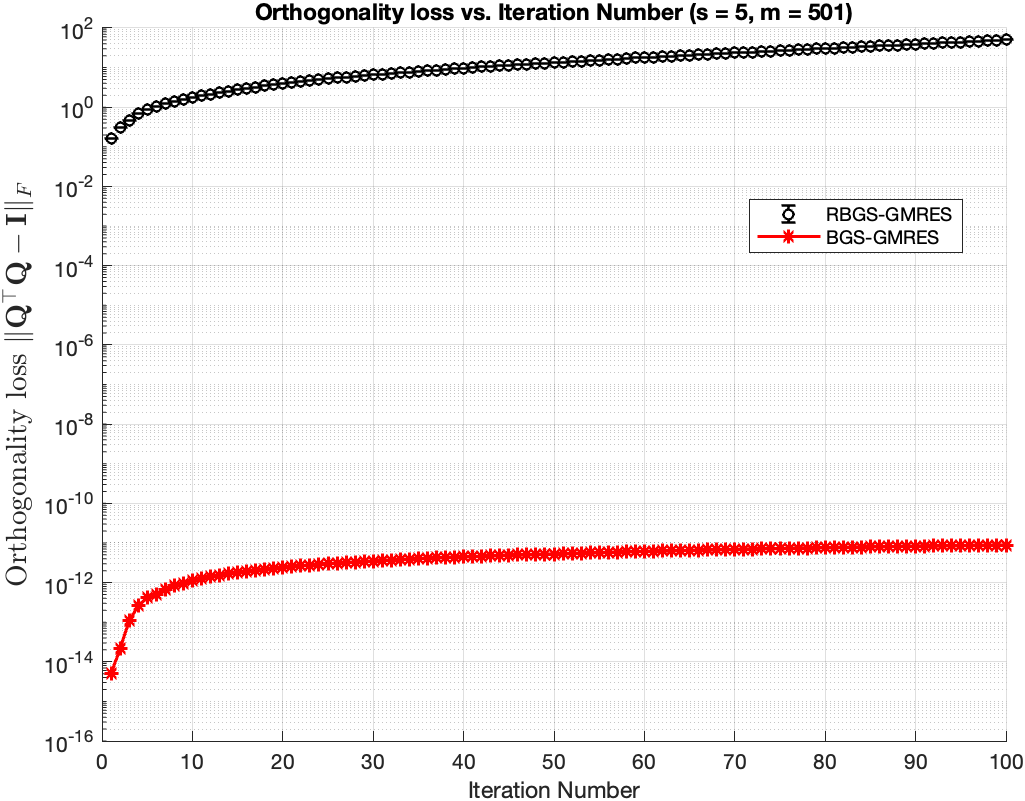 Orthogonality loss vs. Iteration Number (s = 5, m = 501)
Orthogonality loss ||Q⊤Q − I||F
10^2
10^0
10^-2
10^-4
10^-6
10^-8
10^-10
10^-12
10^-14
10^-16
RBGS-GMRES
BGS-GMRES
0 10 20 30 40 50 60 70 80 90 100
Iteration Number